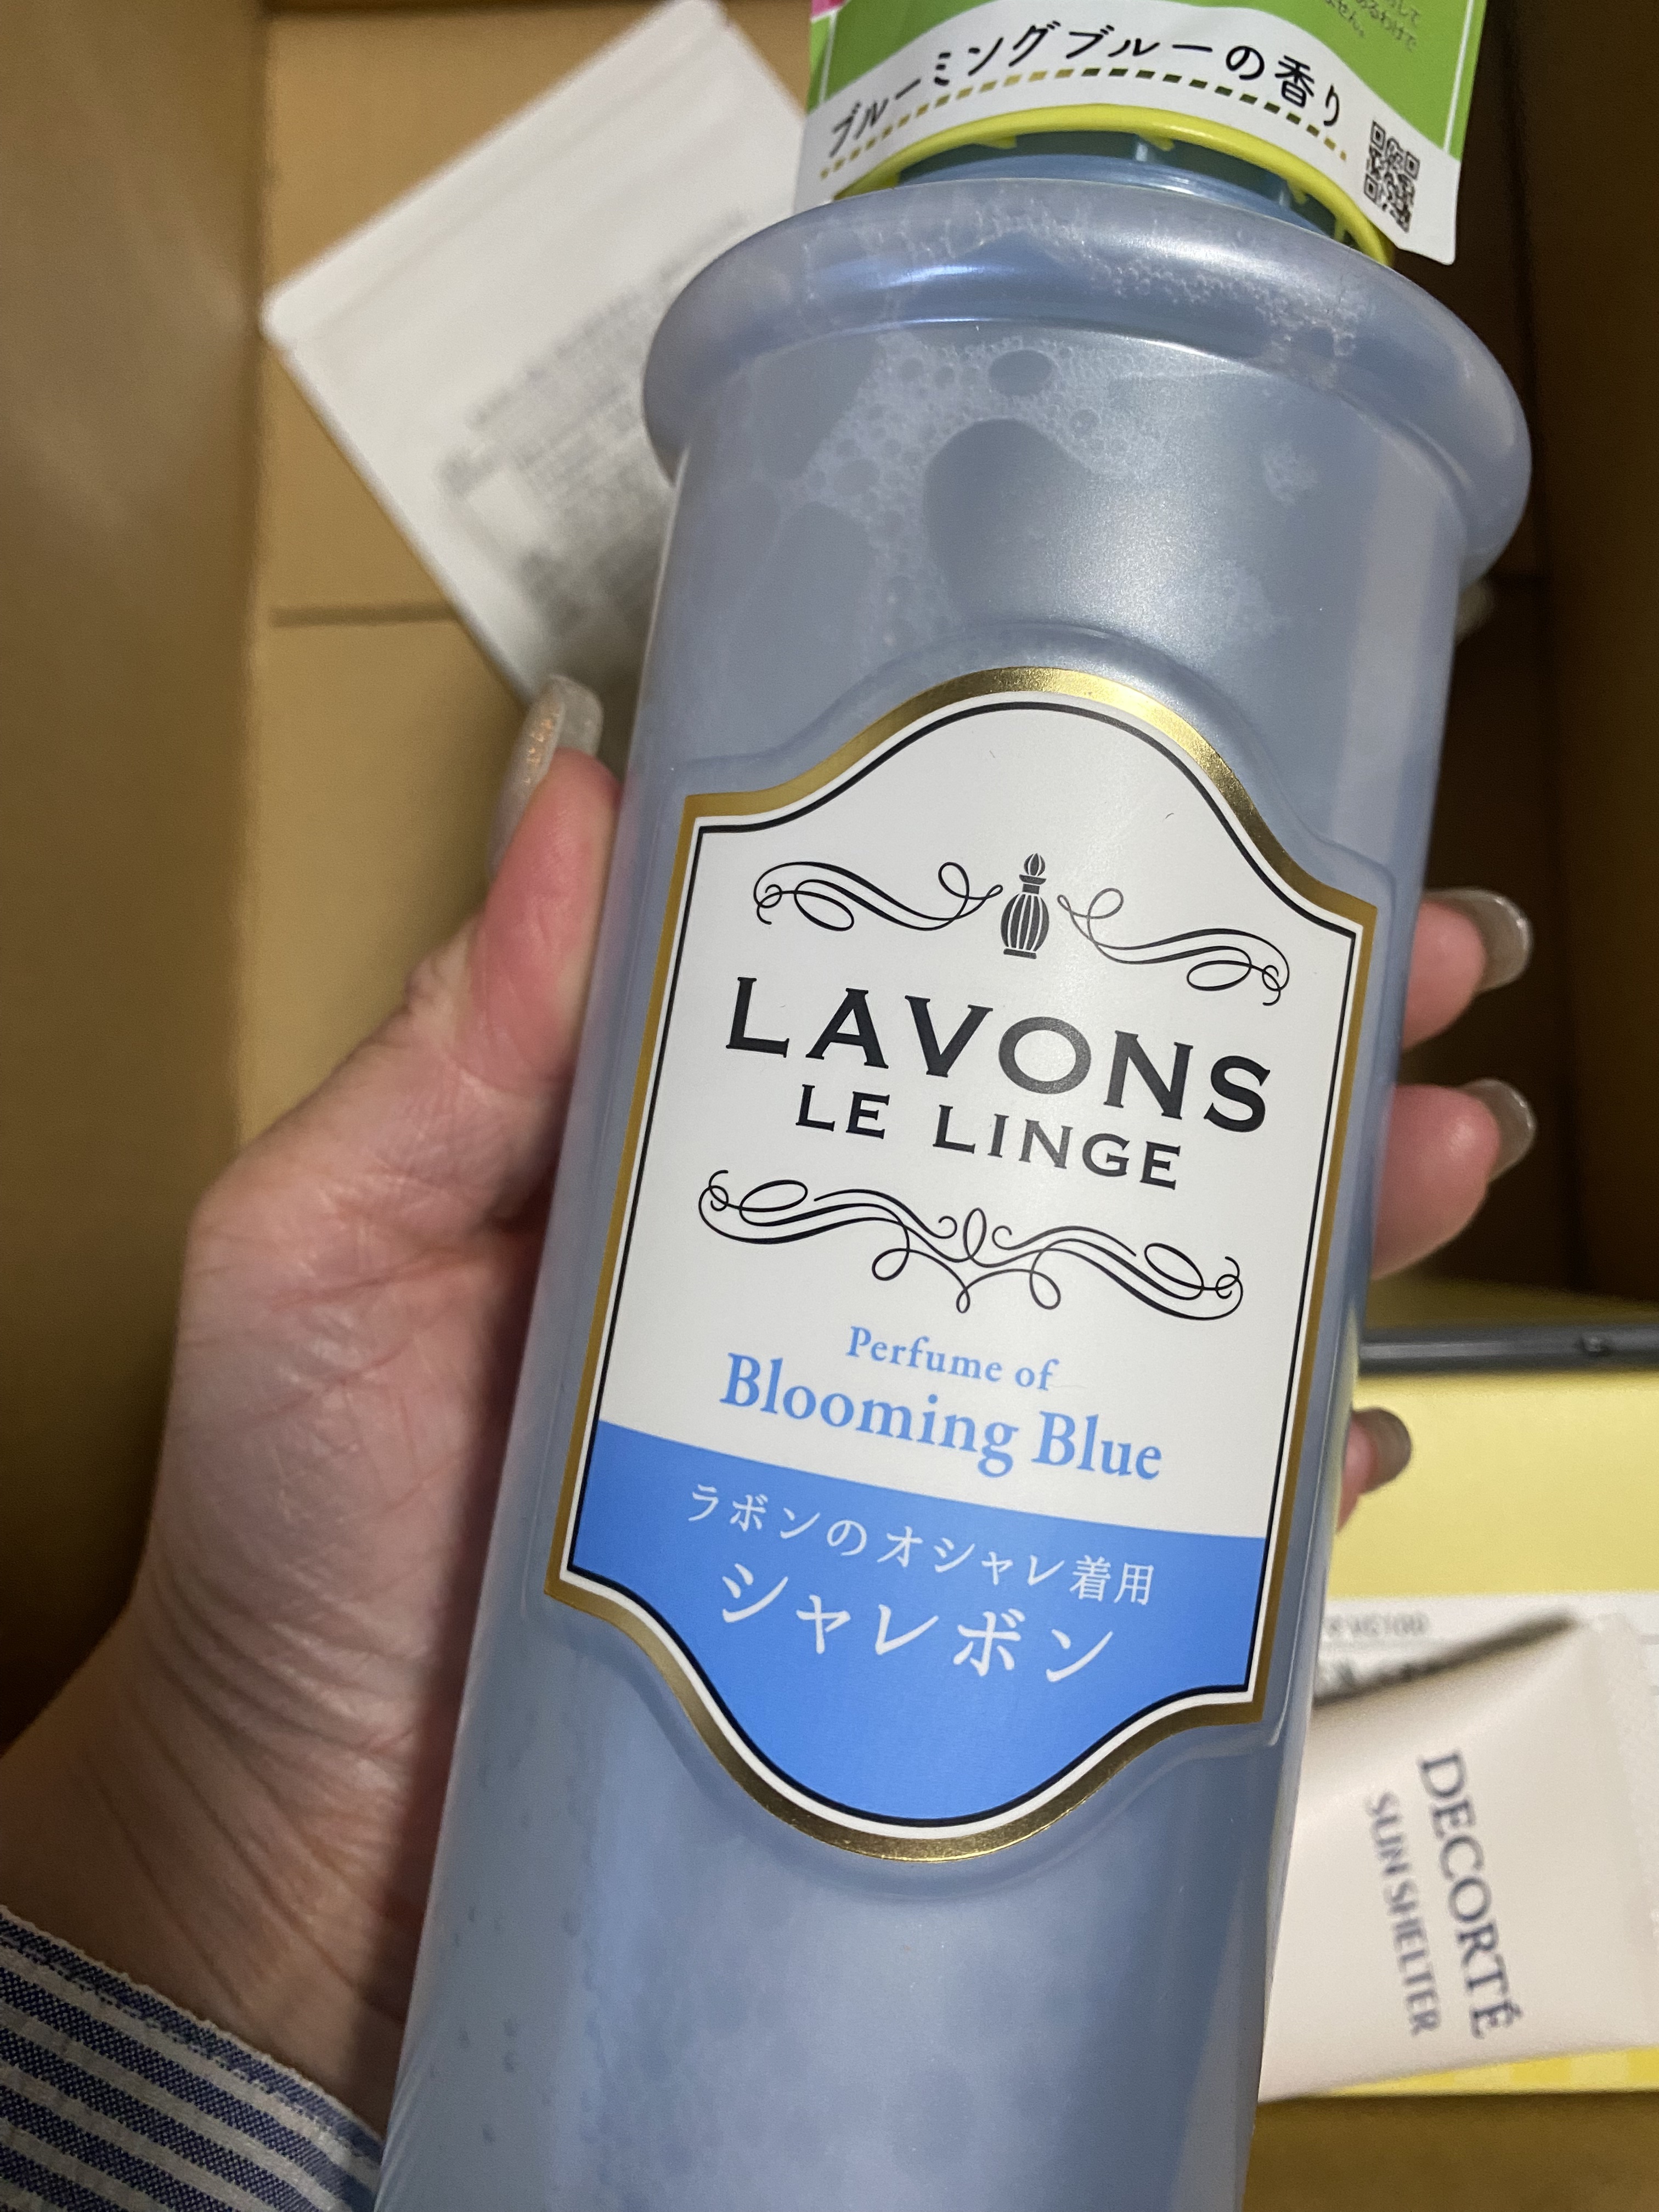 ブルーミングブルーの香り
LAVONS
LE LINGE
Perfume of
Blooming Blue
ラボンのオシャレ着用
シャレボン
DECORTÉ
SUN SHELTER